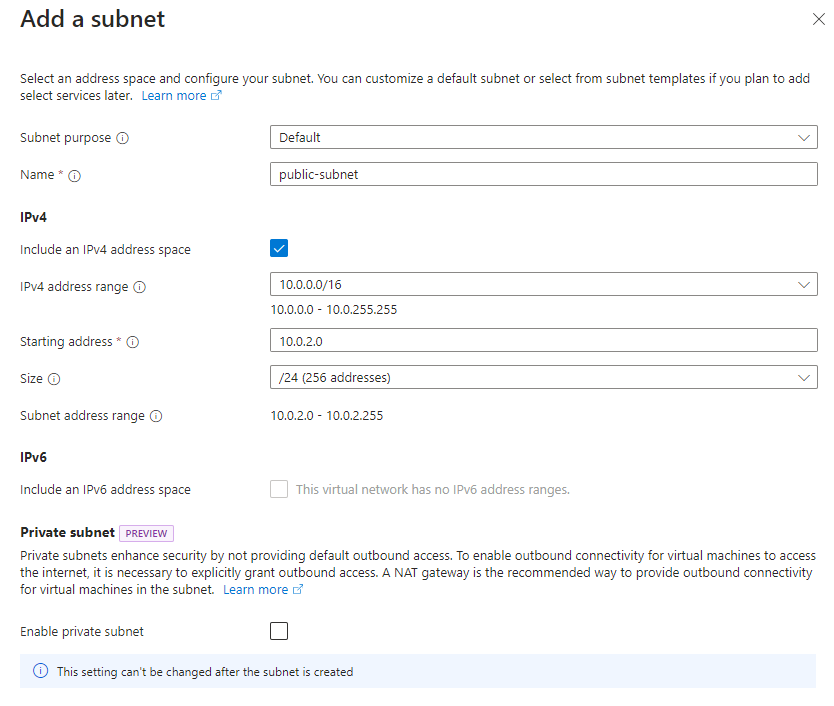 Add a subnet
Select an address space and configure your subnet. You can customize a default subnet or select from subnet templates if you plan to add
select services later. Learn more
Subnet purpose
Default
Name *
public-subnet
IPv4
Include an IPv4 address space
IPv4 address range
10.0.0.0/16
10.0.0.0 - 10.0.255.255
Starting address *
10.0.2.0
Size
/24 (256 addresses)
Subnet address range
10.0.2.0 - 10.0.2.255
IPv6
Include an IPv6 address space
This virtual network has no IPv6 address ranges.
Private subnet PREVIEW
Private subnets enhance security by not providing default outbound access. To enable outbound connectivity for virtual machines to access
the internet, it is necessary to explicitly grant outbound access. A NAT gateway is the recommended way to provide outbound connectivity
for virtual machines in the subnet. Learn more
Enable private subnet
This setting can't be changed after the subnet is created